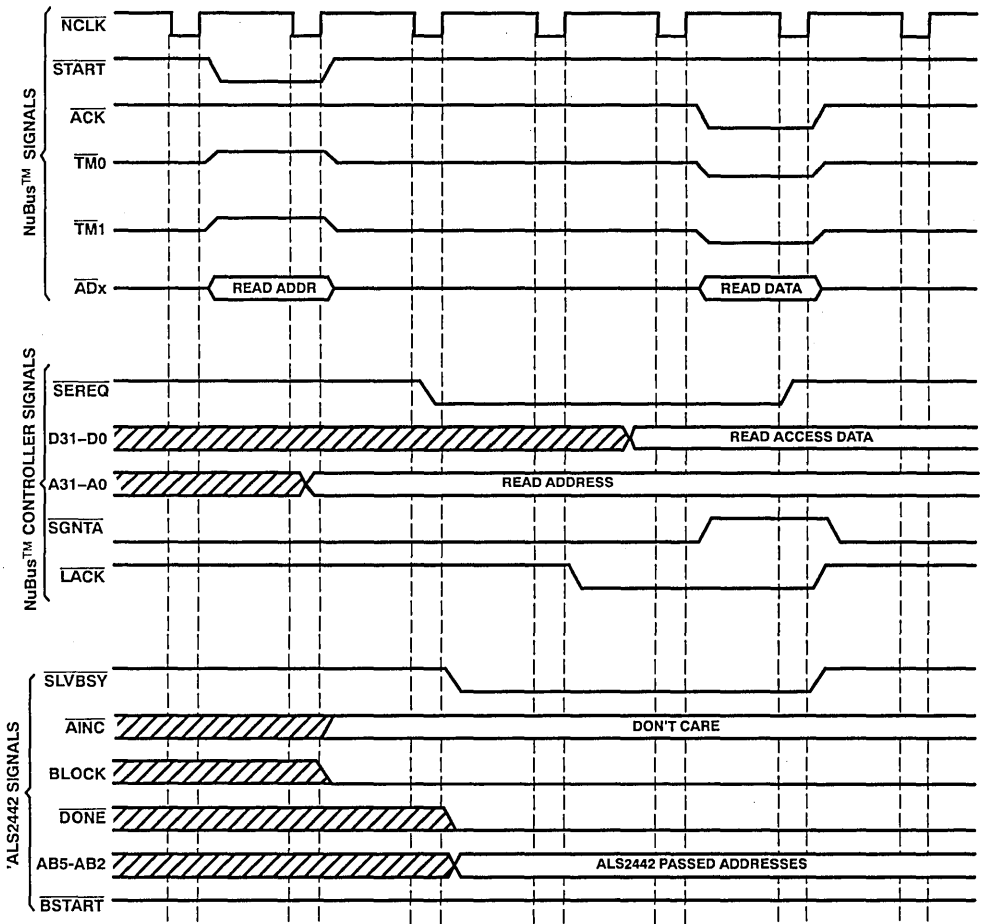 NuBus™ SIGNALS
NCLK
START
ACK
TM0
TM1
ADx
READ ADDR
READ DATA
NuBus™ CONTROLLER SIGNALS
SEREQ
D31–D0
READ ACCESS DATA
A31–A0
READ ADDRESS
SGNTA
LACK
'ALS2442 SIGNALS
SLVBSY
AINC
DON'T CARE
BLOCK
DONE
AB5-AB2
ALS2442 PASSED ADDRESSES
BSTART